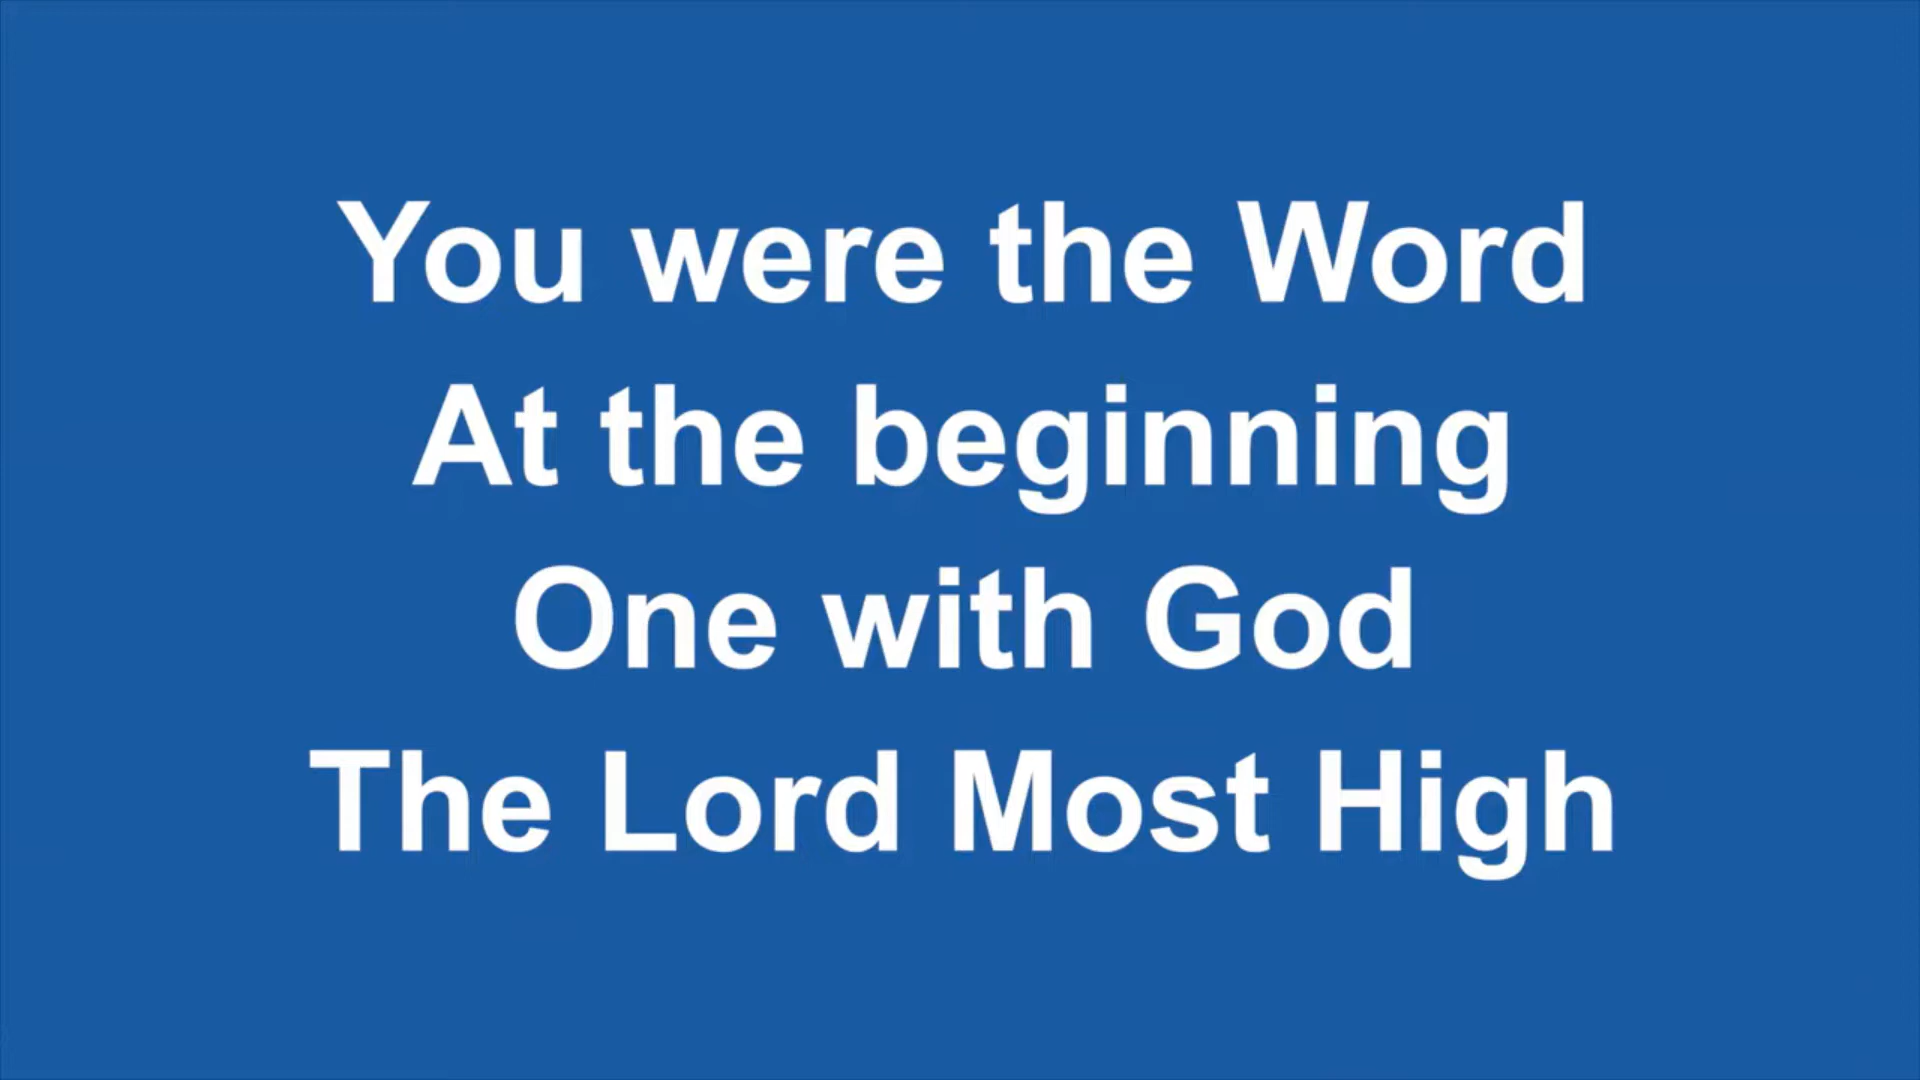 You were the Word
At the beginning
One with God
The Lord Most High